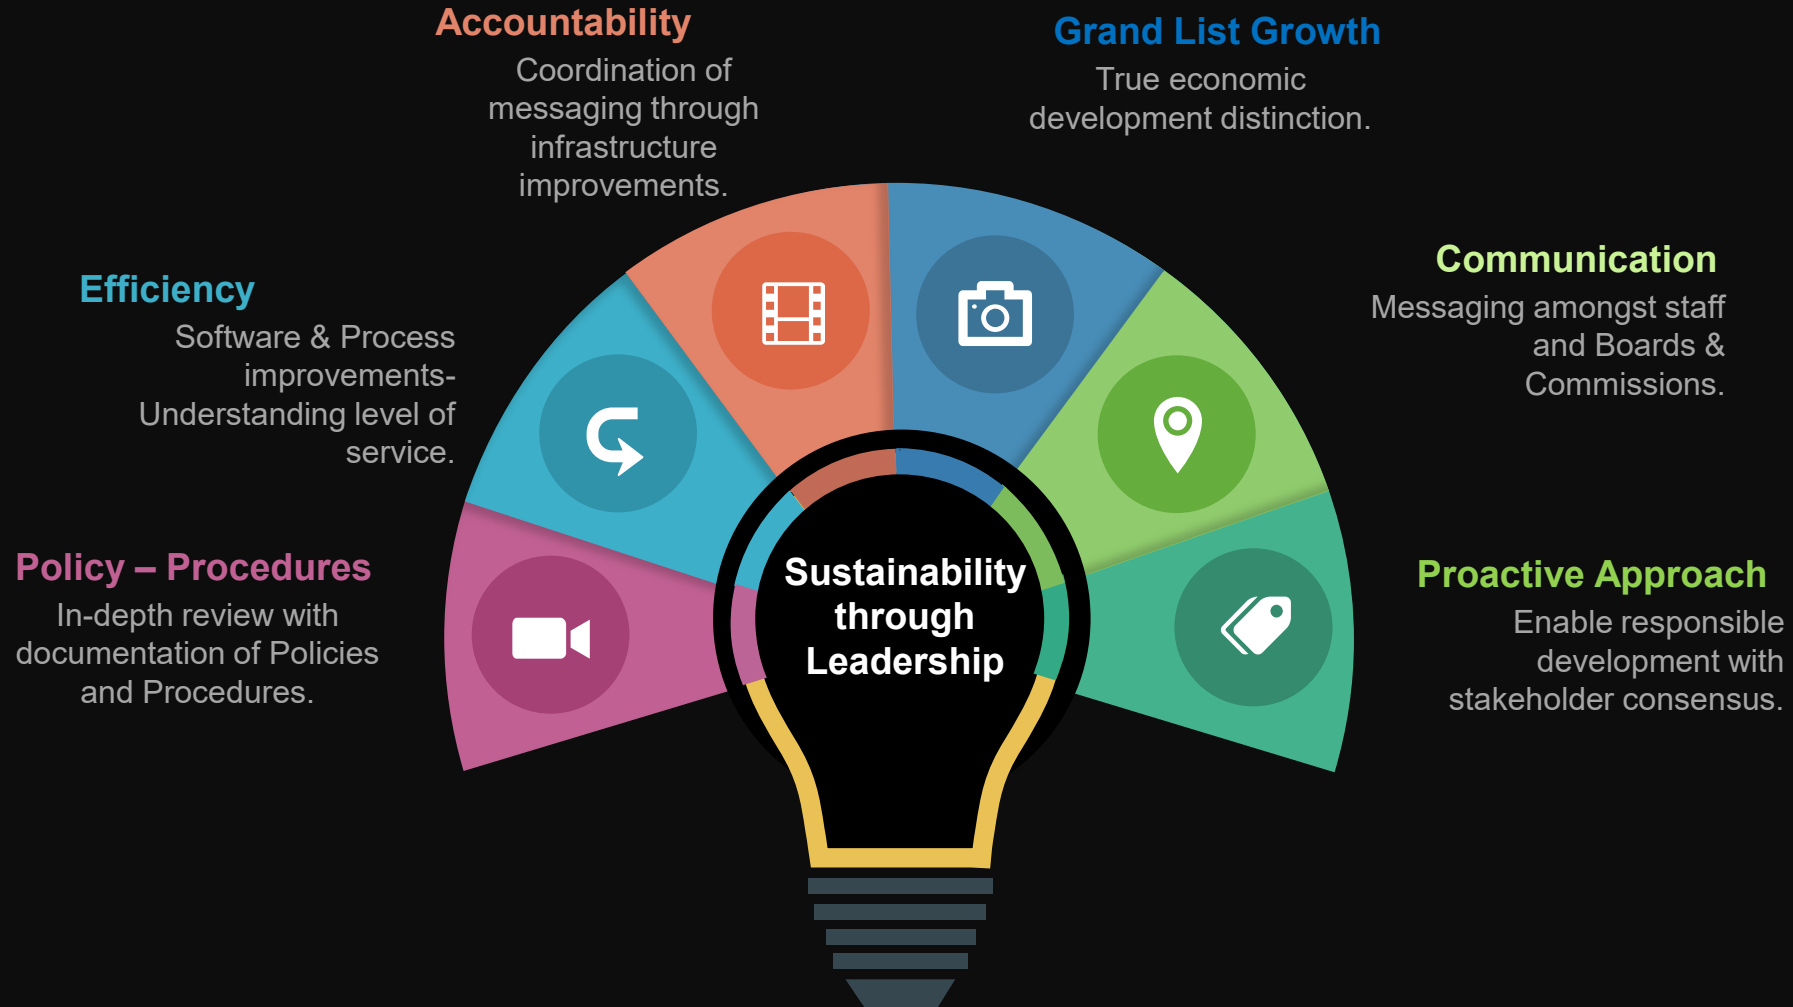 Accountability
Coordination of
messaging through
infrastructure
improvements.
Grand List Growth
True economic
development distinction.
Efficiency
Software & Process
improvements-
Understanding level of
service.
Communication
Messaging amongst staff
and Boards &
Commissions.
Policy – Procedures
In-depth review with
documentation of Policies
and Procedures.
Sustainability
through
Leadership
Proactive Approach
Enable responsible
development with
stakeholder consensus.